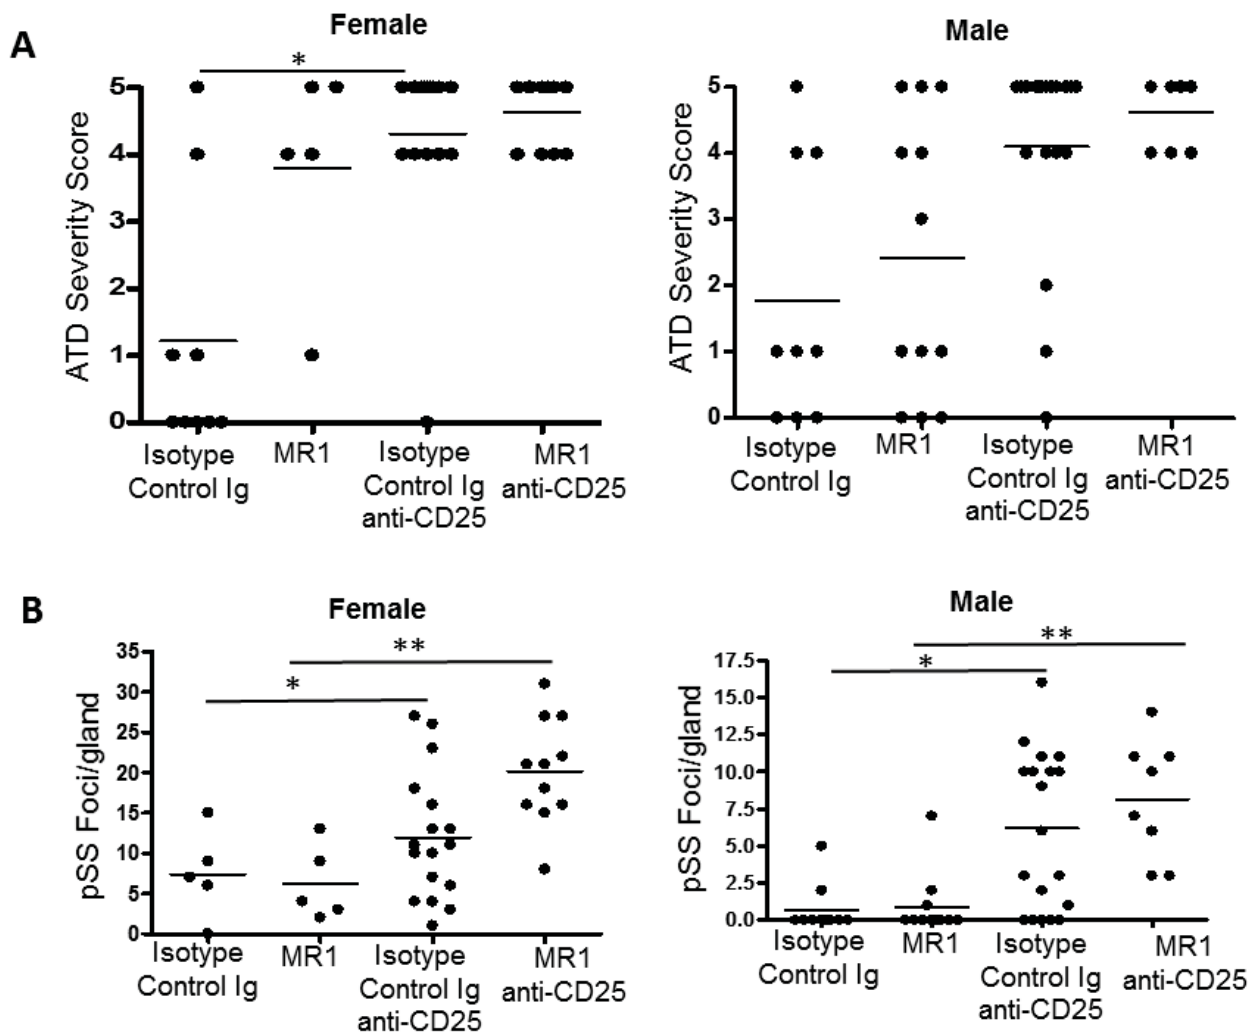 A
Female
*
ATD Severity Score
5
4
3
2
1
0
Isotype
Control Ig
MR1
Isotype
Control Ig
anti-CD25
MR1
anti-CD25
Male
ATD Severity Score
5
4
3
2
1
0
Isotype
Control Ig
MR1
Isotype
Control Ig
anti-CD25
MR1
anti-CD25
B
Female
**
*
pSS Foci/gland
35
30
25
20
15
10
5
0
Isotype
Control Ig
MR1
Isotype
Control Ig
anti-CD25
MR1
anti-CD25
Male
**
*
pSS Foci/gland
17.5
15.0
12.5
10.0
7.5
5.0
2.5
0.0
Isotype
Control Ig
MR1
Isotype
Control Ig
anti-CD25
MR1
anti-CD25